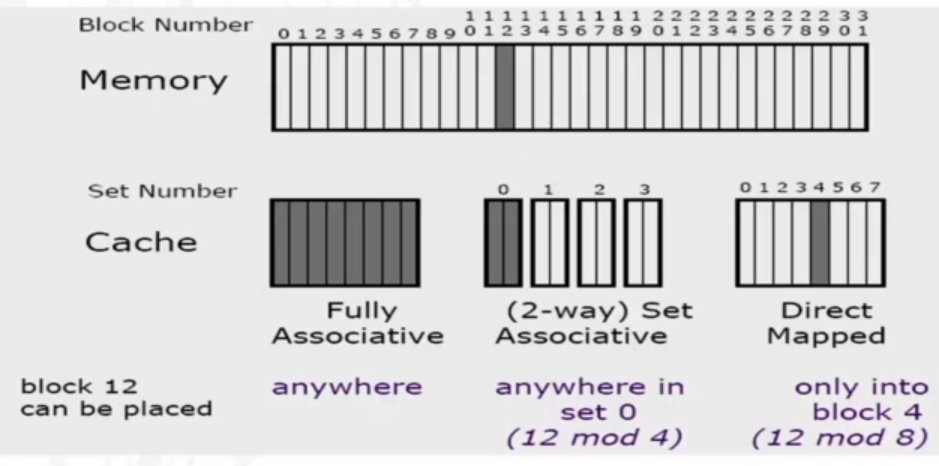 Block Number 0 1 2 3 4 5 6 7 8 9 10 11 12 13 14 15 16 17 18 19 20 21 22 23 24 25 26 27 28 29 30 31
Memory
Set Number 0 1 2 3 0 1 2 3 4 5 6 7
Cache
Fully (2-way) Set Direct
Associative Associative Mapped
block 12 anywhere anywhere in only into
can be placed set 0 block 4
(12 mod 4) (12 mod 8)